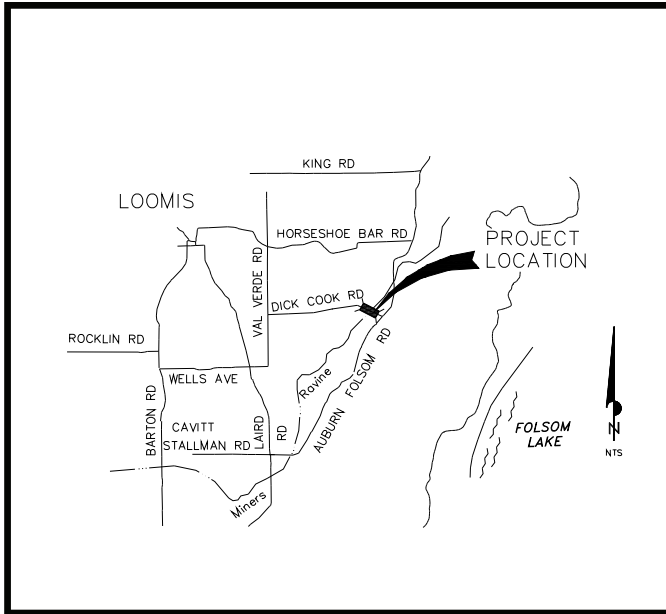 KING RD
LOOMIS
HORSESHOE BAR RD
PROJECT
LOCATION
VAL VERDE RD
DICK COOK RD
ROCKLIN RD
WELLS AVE
Ravine
AUBURN FOLSOM RD
BARTON RD
CAVITT
STALLMAN RD
LAIRD
RD
FOLSOM
LAKE
N
NTS
Miners